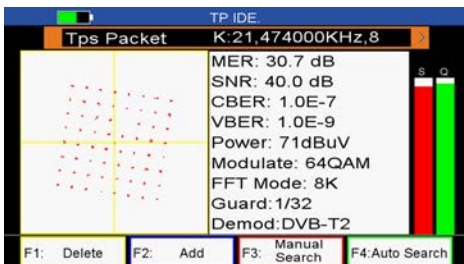 TP IDE.
Tps Packet K:21,474000KHz,8 >
MER: 30.7 dB
SNR: 40.0 dB
CBER: 1.0E-7
VBER: 1.0E-9
Power: 71dBuV
Modulate: 64QAM
FFT Mode: 8K
Guard:1/32
Demod:DVB-T2
S Q
F1: Delete F2: Add F3: Manual Search F4:Auto Search